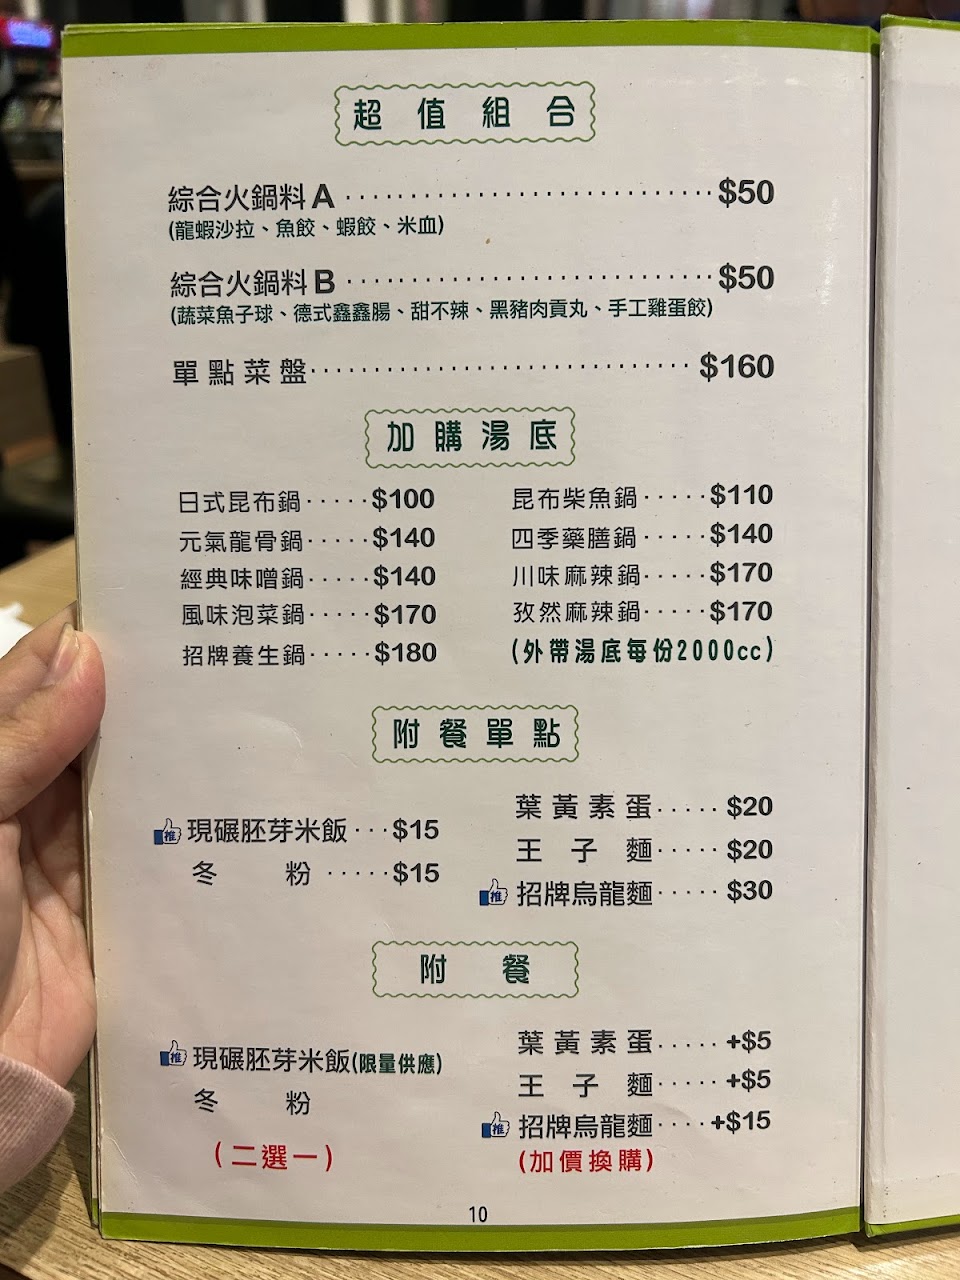 超值組合
綜合火鍋料A $50
(龍蝦沙拉、魚餃、蝦餃、米血)
綜合火鍋料B $50
(蔬菜魚子球、德式鑫鑫腸、甜不辣、黑豬肉貢丸、手工雞蛋餃)
單點菜盤 $160
加購湯底
日式昆布鍋 $100 昆布柴魚鍋 $110
元氣龍骨鍋 $140 四季藥膳鍋 $140
經典味噌鍋 $140 川味麻辣鍋 $170
風味泡菜鍋 $170 孜然麻辣鍋 $170
招牌養生鍋 $180 (外帶湯底每份2000cc)
附餐單點
推 現碾胚芽米飯 $15
冬粉 $15
葉黃素蛋 $20
王子麵 $20
推 招牌烏龍麵 $30
附餐
推 現碾胚芽米飯(限量供應)
冬粉
(二選一)
葉黃素蛋 +$5
王子麵 +$5
推 招牌烏龍麵 +$15
(加價換購)
10